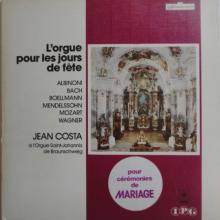 L'orgue
pour les jours
de fête
ALBINONI
BACH
BOELLMANN
MENDELSSOHN
MOZART
WAGNER
JEAN COSTA
à l'Orgue Saint-Johannis
de Braunschweig
pour
cérémonies
de
MARIAGE
IPG